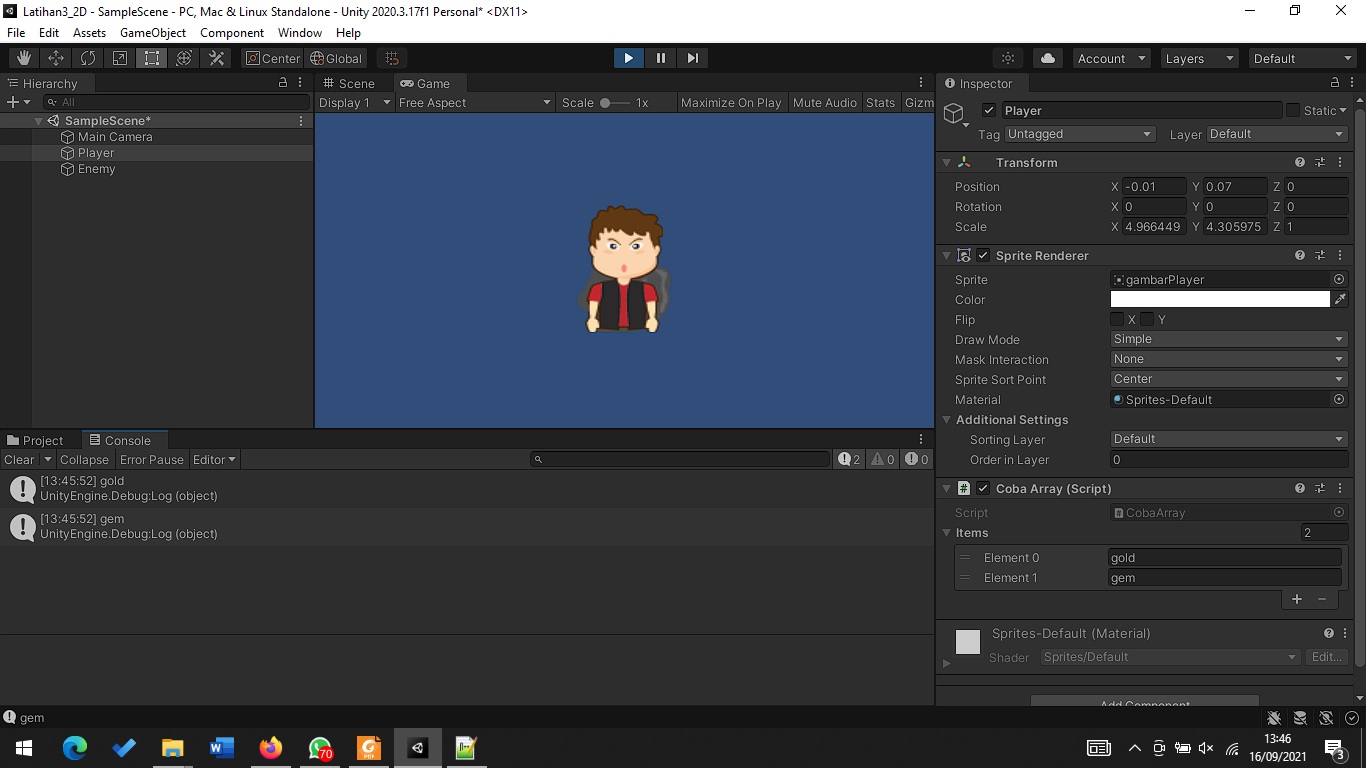 Latihan3_2D - SampleScene - PC, Mac & Linux Standalone - Unity 2020.3.17f1 Personal* <DX11>
File Edit Assets GameObject Component Window Help
Center Global Account Layers Default
Hierarchy
All
SampleScene*
Main Camera
Player
Enemy
Scene Game
Display 1 Free Aspect Scale 1x Maximize On Play Mute Audio Stats Gizm
Project Console
Clear Collapse Error Pause Editor 2 0 0
[13:45:52] gold
UnityEngine.Debug:Log (object)
[13:45:52] gem
UnityEngine.Debug:Log (object)
Inspector
Player Static
Tag Untagged Layer Default
Transform
Position X -0.01 Y 0.07 Z 0
Rotation X 0 Y 0 Z 0
Scale X 4.966449 Y 4.305975 Z 1
Sprite Renderer
Sprite gambarPlayer
Color
Flip X Y
Draw Mode Simple
Mask Interaction None
Sprite Sort Point Center
Material Sprites-Default
Additional Settings
Sorting Layer Default
Order in Layer 0
# Coba Array (Script)
Script # CobaArray
Items 2
Element 0 gold
Element 1 gem
Sprites-Default (Material)
Shader Sprites/Default Edit...
Add Component
gem
70
13:46
16/09/2021
3